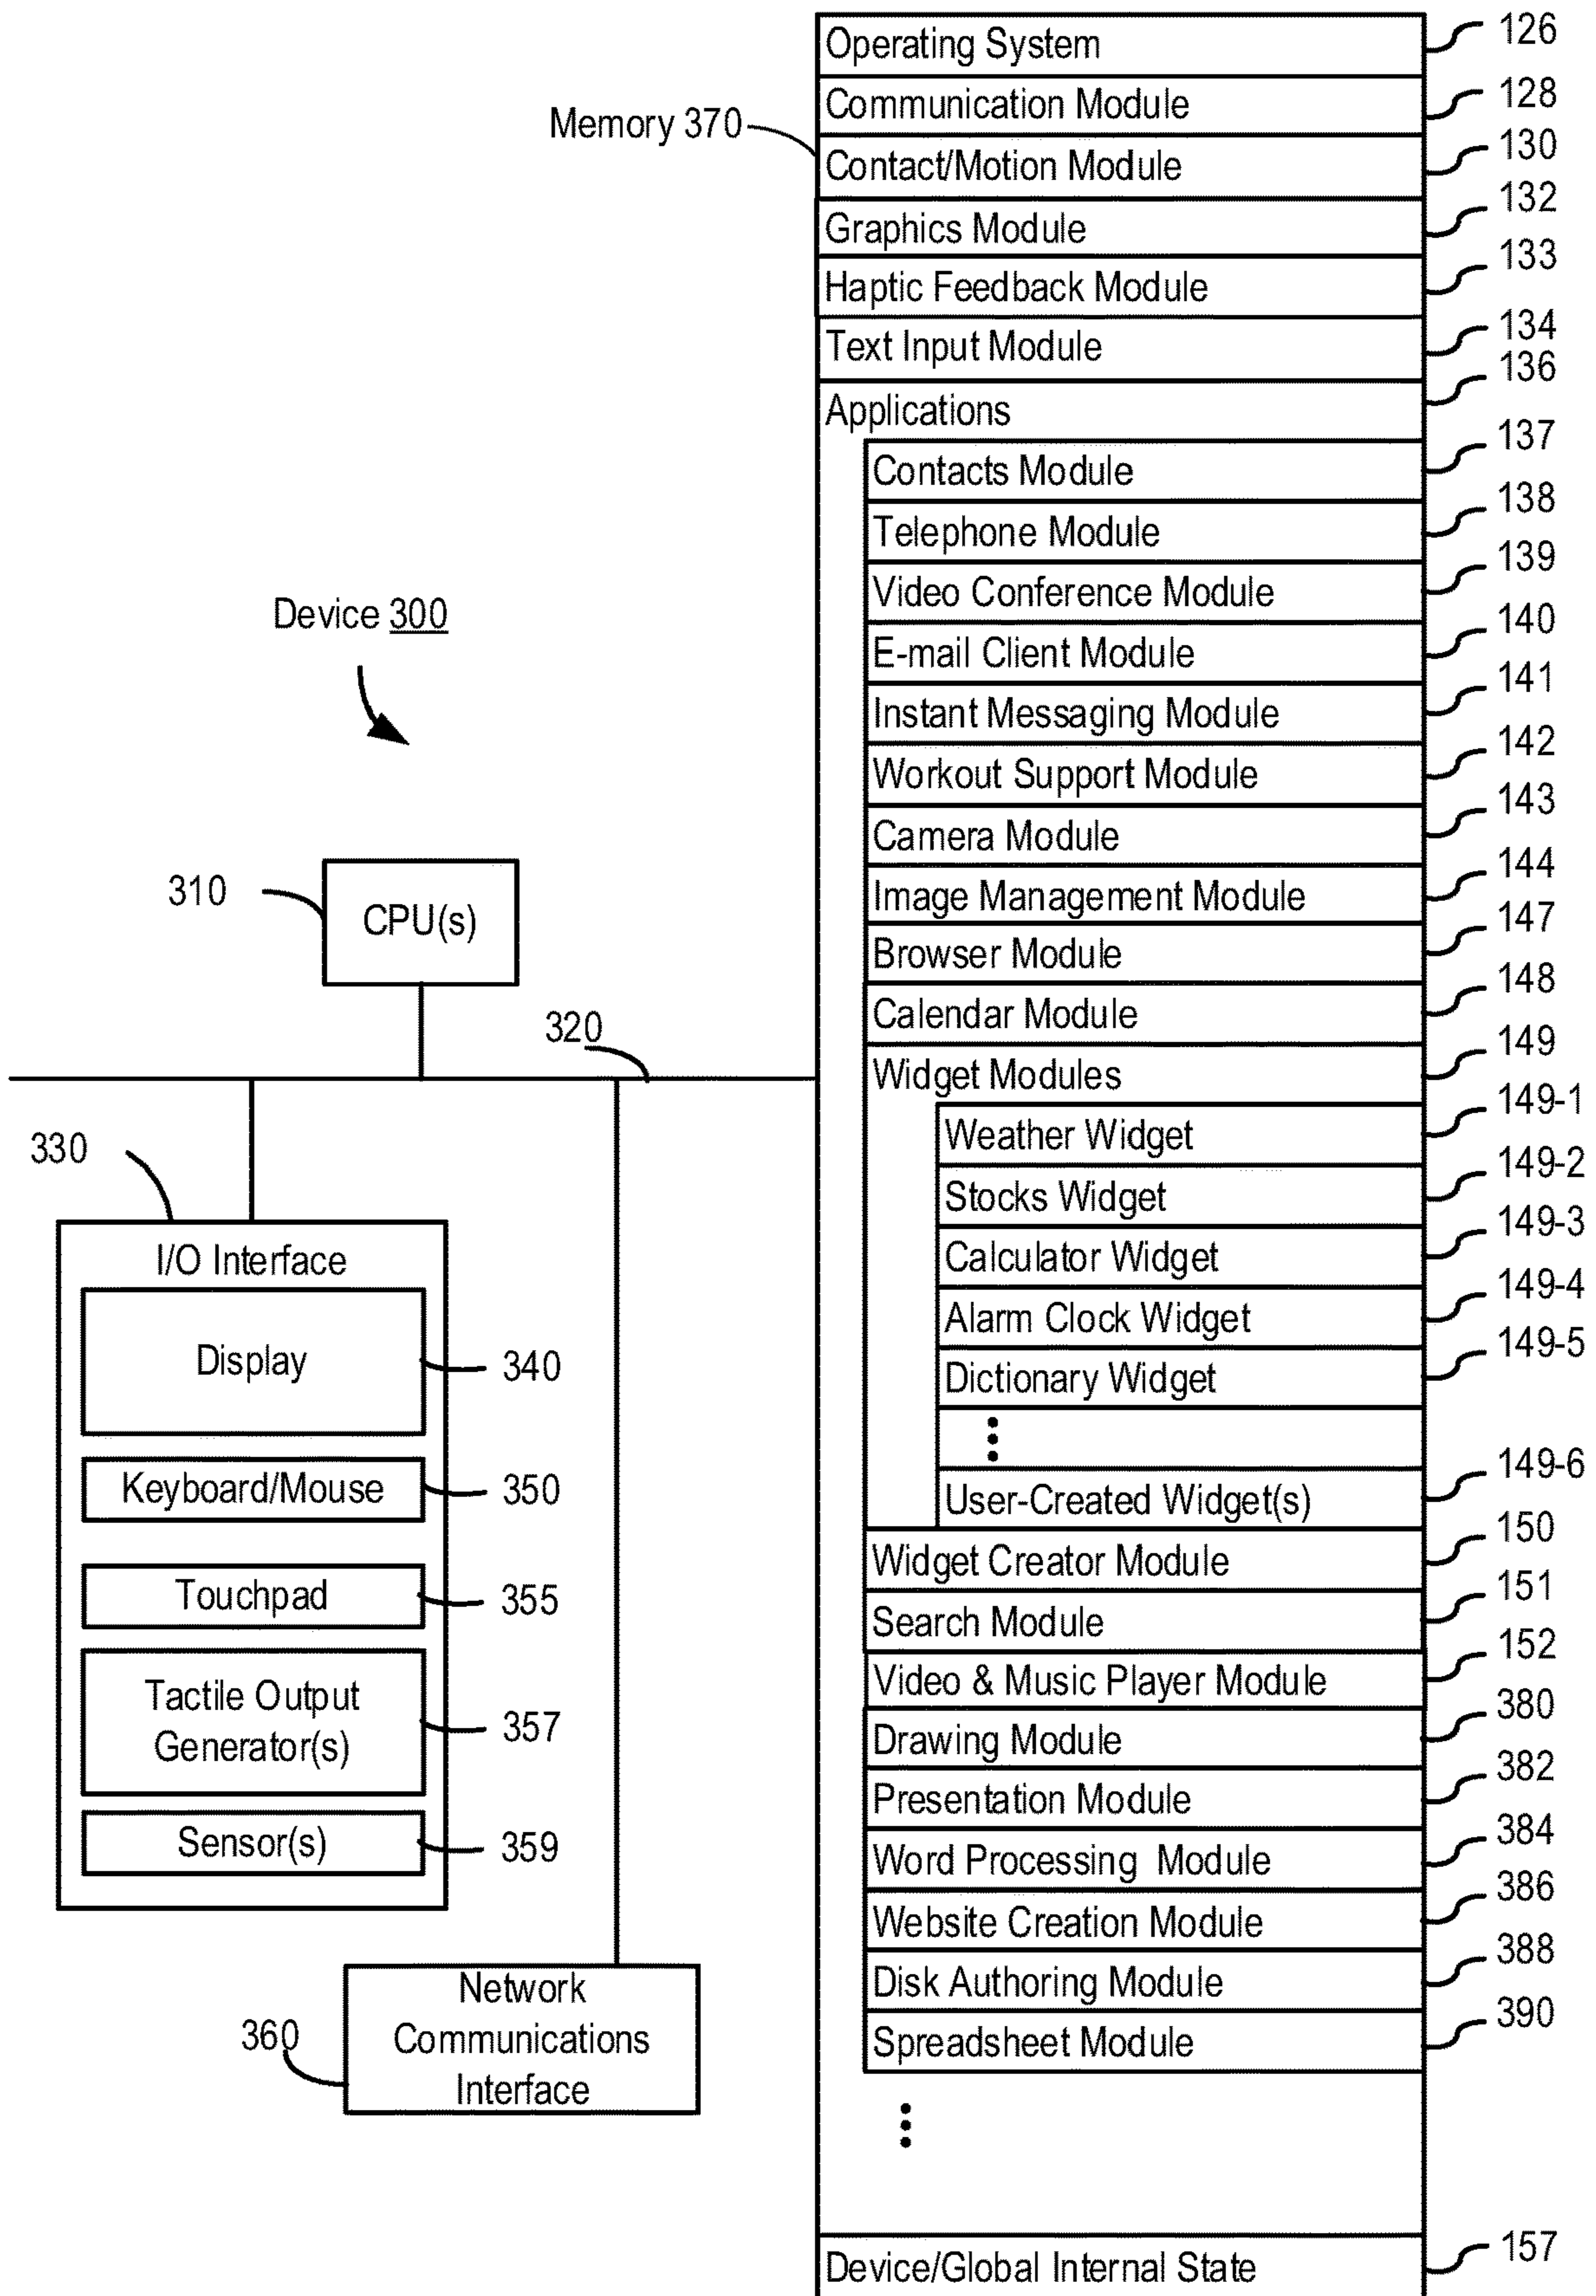 Operating System 126
Communication Module 128
Memory 370
Contact/Motion Module 130
Graphics Module 132
Haptic Feedback Module 133
Text Input Module 134
Applications 136
Contacts Module 137
Telephone Module 138
Video Conference Module 139
E-mail Client Module 140
Instant Messaging Module 141
Workout Support Module 142
Camera Module 143
Image Management Module 144
Browser Module 147
Calendar Module 148
Widget Modules 149
Weather Widget 149-1
Stocks Widget 149-2
Calculator Widget 149-3
Alarm Clock Widget 149-4
Dictionary Widget 149-5
User-Created Widget(s) 149-6
Widget Creator Module 150
Search Module 151
Video & Music Player Module 152
Drawing Module 380
Presentation Module 382
Word Processing Module 384
Website Creation Module 386
Disk Authoring Module 388
Spreadsheet Module 390
Device/Global Internal State 157
Device 300
310
CPU(s)
320
330
I/O Interface
Display 340
Keyboard/Mouse 350
Touchpad 355
Tactile Output
Generator(s) 357
Sensor(s) 359
360
Network
Communications
Interface